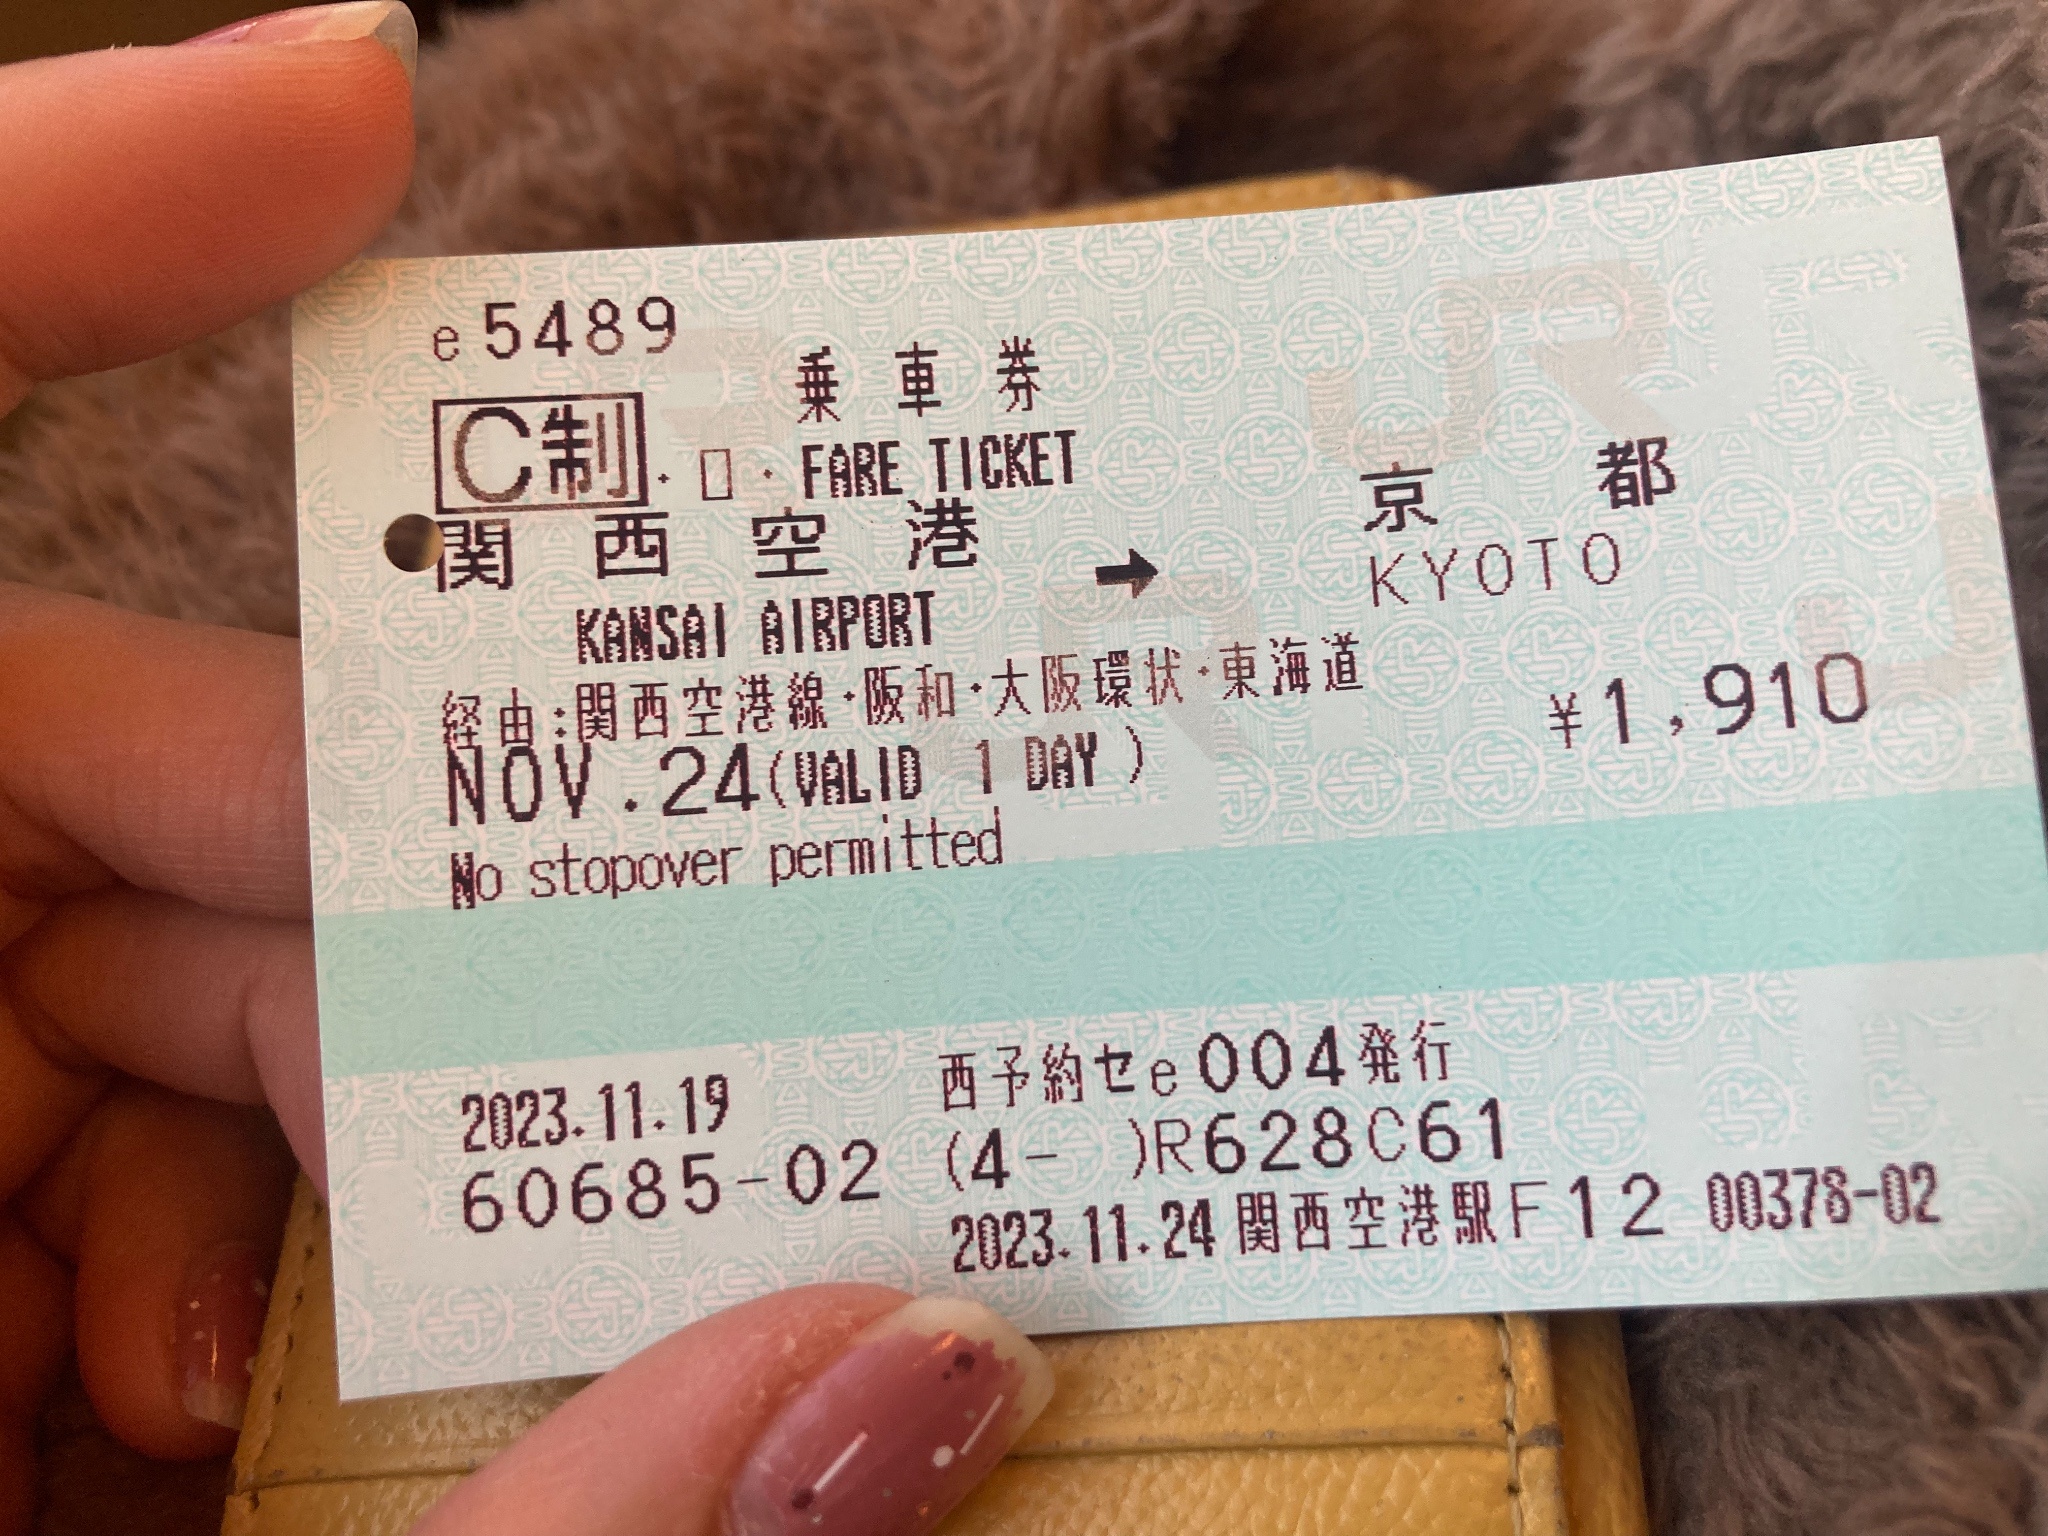 e5489
乗車券
C制・▯・FARE TICKET
関西空港 → 京都
KANSAI AIRPORT KYOTO
経由:関西空港線・阪和・大阪環状・東海道
NOV.24(VALID 1 DAY) ¥1,910
No stopover permitted
2023.11.19 西予約セe004発行
60685-02 (4- )R628C61
2023.11.24 関西空港駅F12 00378-02